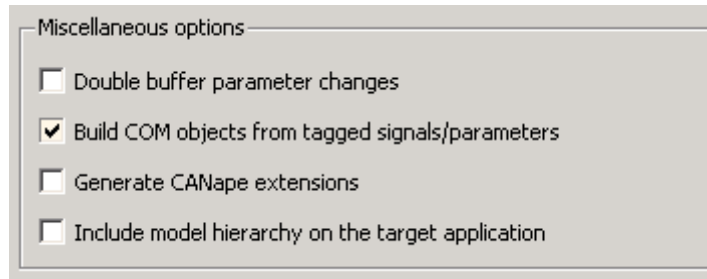 Miscellaneous options
Double buffer parameter changes
Build COM objects from tagged signals/parameters
Generate CANape extensions
Include model hierarchy on the target application